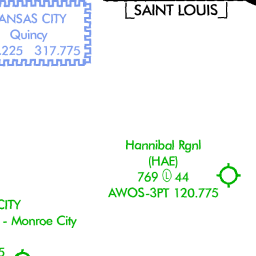 SAINT LOUIS
ANSAS CITY
Quincy
.225 317.775
Hannibal Rgnl
(HAE)
769 Ⓛ 44
AWOS-3PT 120.775
CITY
- Monroe City
5